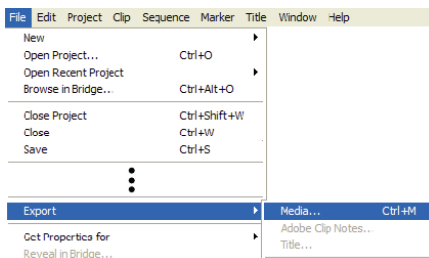 File Edit Project Clip Sequence Marker Title Window Help
New
Open Project... Ctrl+O
Open Recent Project
Browse in Bridge... Ctrl+Alt+O
Close Project Ctrl+Shift+W
Close Ctrl+W
Save Ctrl+S
Export Media... Ctrl+M
Adobe Clip Notes...
Get Properties for
Title...
Reveal in Bridge...